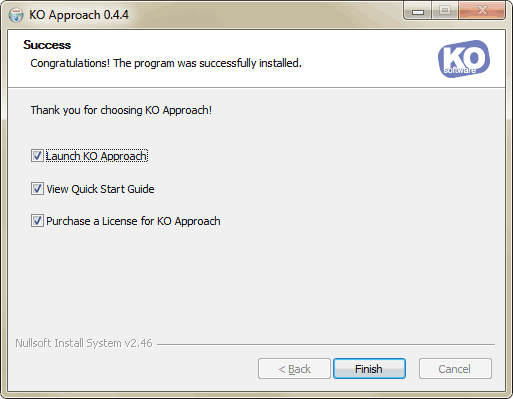 KO Approach 0.4.4
Success
Congratulations! The program was successfully installed.
KO
software
Thank you for choosing KO Approach!
Launch KO Approach
View Quick Start Guide
Purchase a License for KO Approach
Nullsoft Install System v2.46
< Back
Finish
Cancel